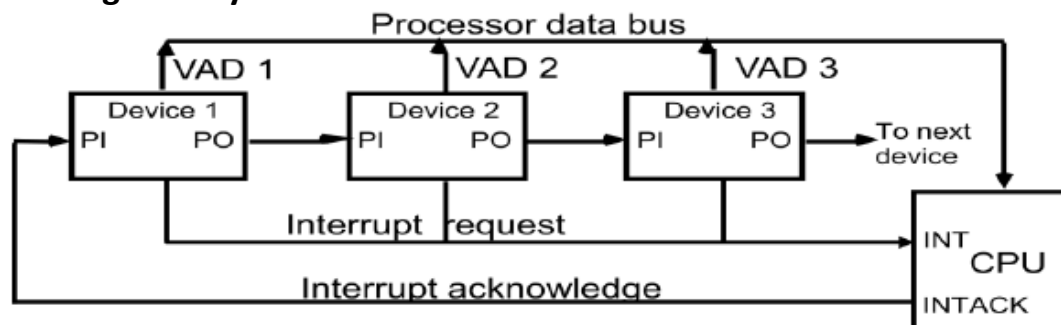 Processor data bus
VAD 1
VAD 2
VAD 3
Device 1
PI
PO
Device 2
PI
PO
Device 3
PI
PO
To next
device
Interrupt request
INT
CPU
Interrupt acknowledge
INTACK